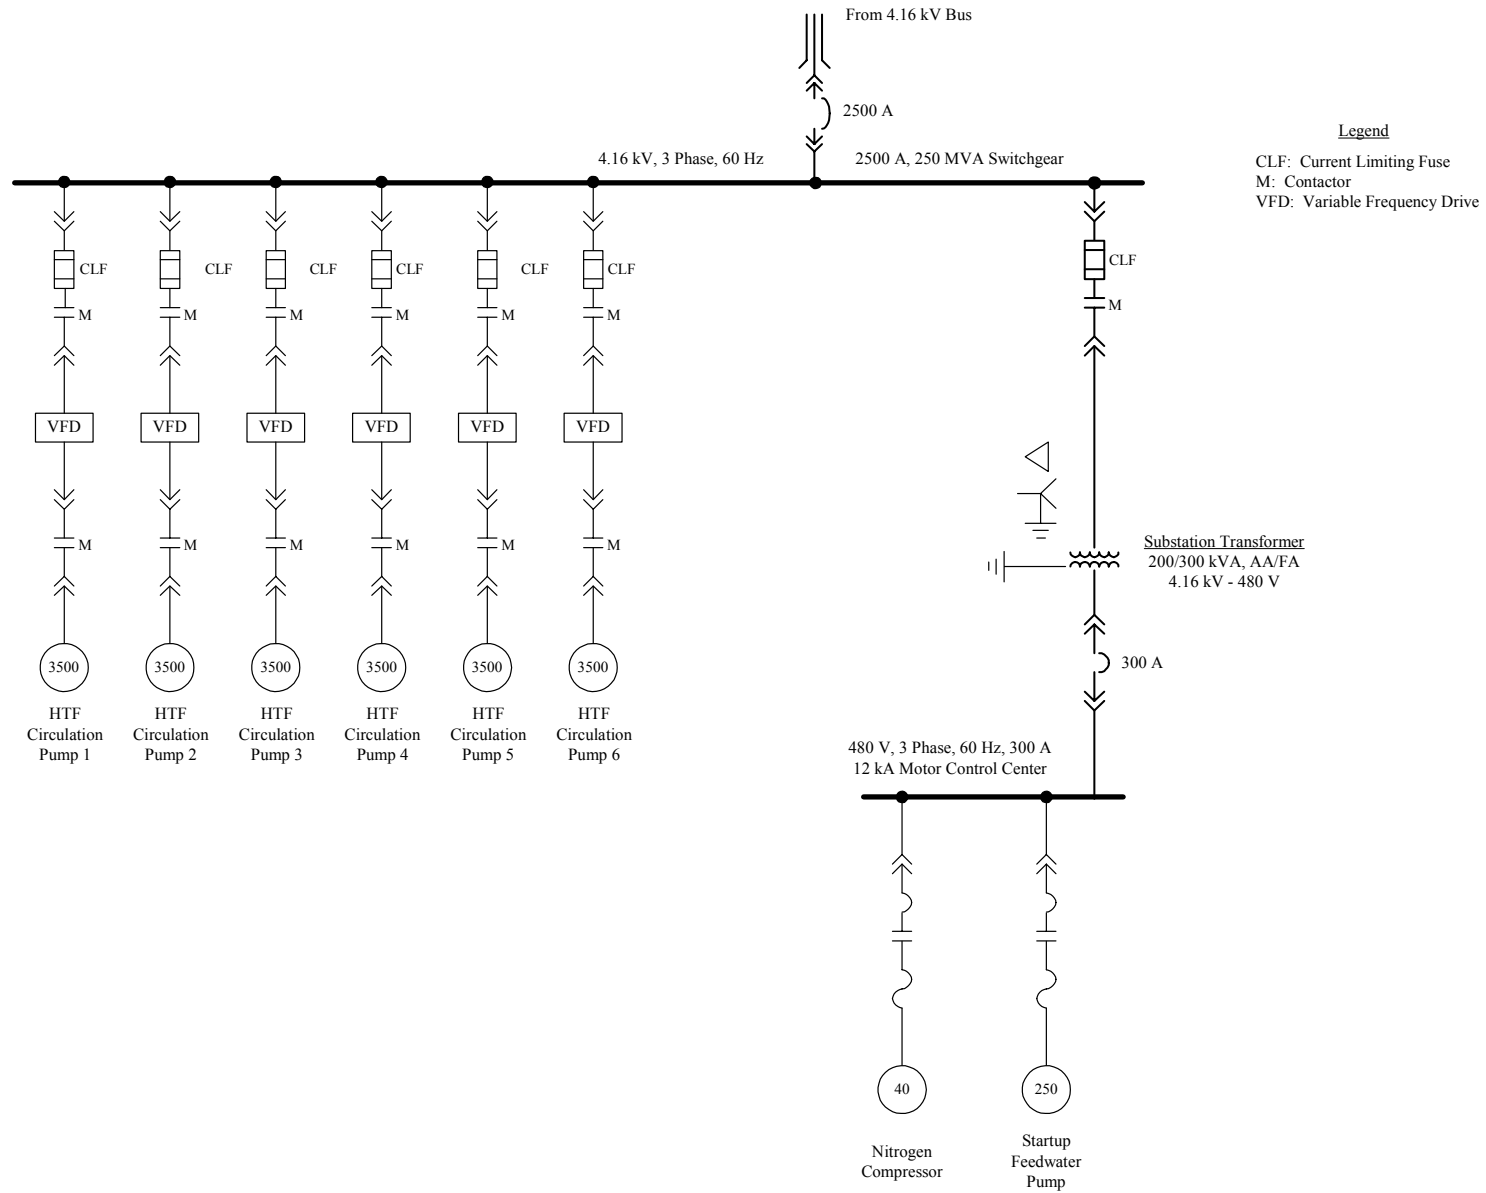 From 4.16 kV Bus
2500 A
4.16 kV, 3 Phase, 60 Hz
2500 A, 250 MVA Switchgear
Legend
CLF: Current Limiting Fuse
M: Contactor
VFD: Variable Frequency Drive
CLF CLF CLF CLF CLF CLF CLF
M M M M M M M
VFD VFD VFD VFD VFD VFD
M M M M M M
Substation Transformer
200/300 kVA, AA/FA
4.16 kV - 480 V
300 A
3500 3500 3500 3500 3500 3500
HTF
Circulation
Pump 1
HTF
Circulation
Pump 2
HTF
Circulation
Pump 3
HTF
Circulation
Pump 4
HTF
Circulation
Pump 5
HTF
Circulation
Pump 6
480 V, 3 Phase, 60 Hz, 300 A
12 kA Motor Control Center
40
250
Nitrogen
Compressor
Startup
Feedwater
Pump